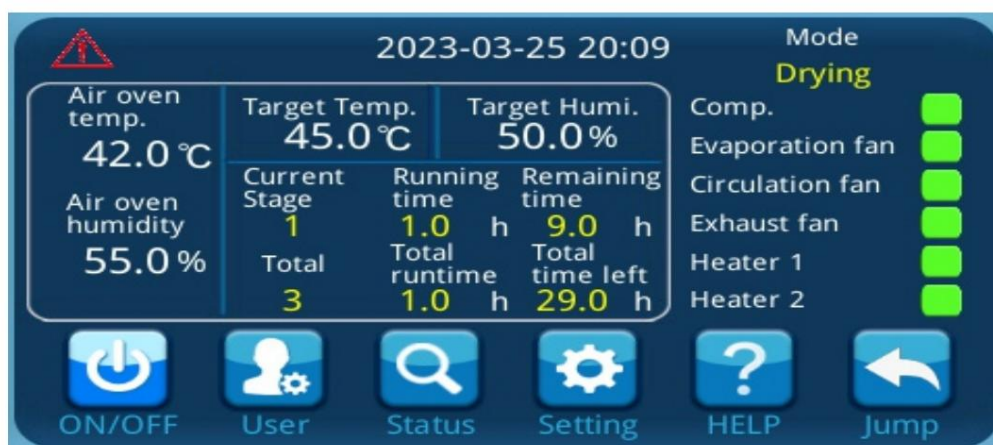 2023-03-25 20:09
Mode
Drying
Air oven
temp.
42.0 ℃
Air oven
humidity
55.0 %
Target Temp.
45.0 ℃
Target Humi.
50.0 %
Current
Stage
1
Running
time
1.0 h
Remaining
time
9.0 h
Total
3
Total
runtime
1.0 h
Total
time left
29.0 h
Comp.
Evaporation fan
Circulation fan
Exhaust fan
Heater 1
Heater 2
ON/OFF
User
Status
Setting
HELP
Jump